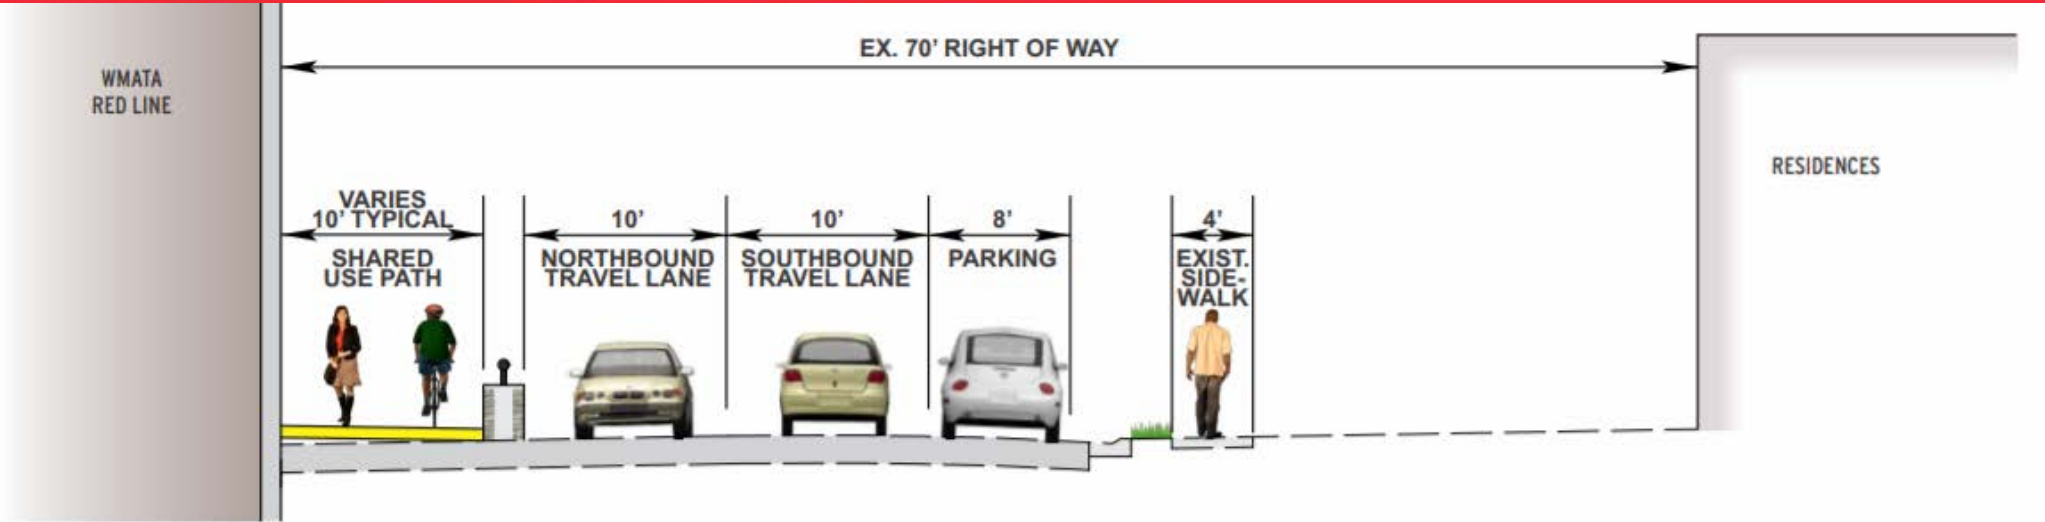 EX. 70’ RIGHT OF WAY
WMATA
RED LINE
RESIDENCES
VARIES
10’ TYPICAL
SHARED
USE PATH
10’
NORTHBOUND
TRAVEL LANE
10’
SOUTHBOUND
TRAVEL LANE
8’
PARKING
4'
EXIST.
SIDE-
WALK